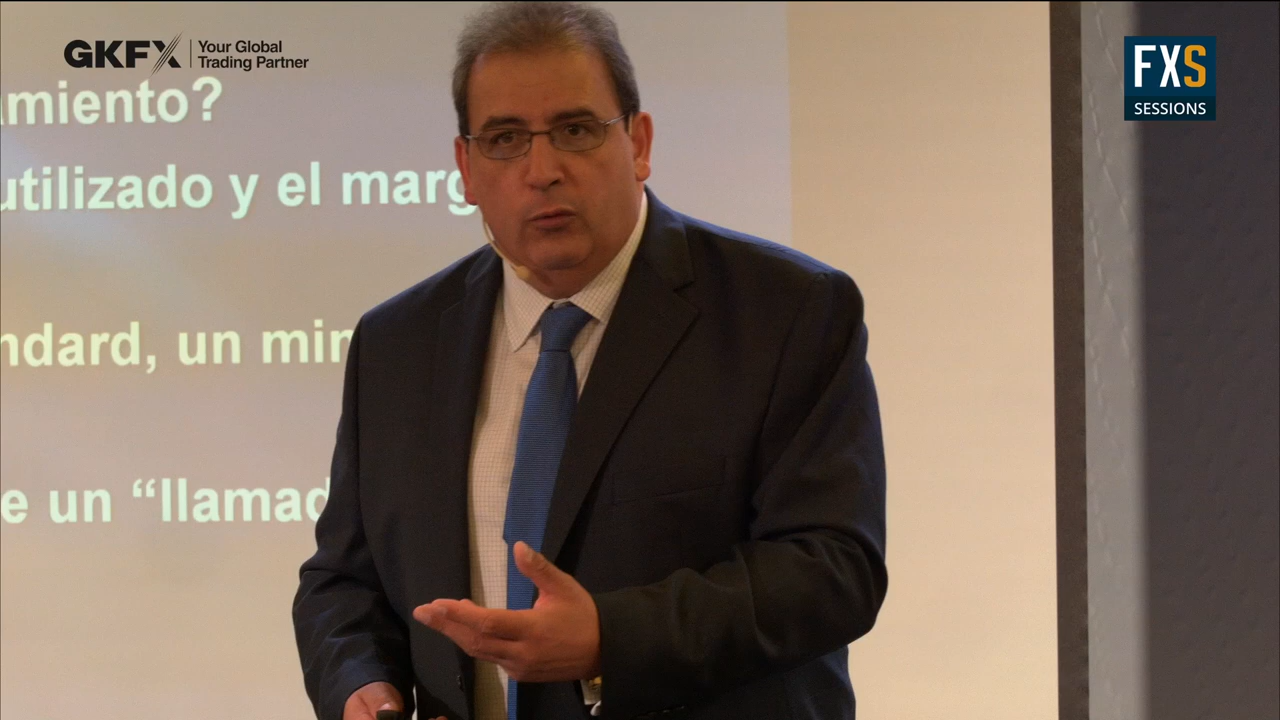 GKFX
Your Global
Trading Partner
FXS
SESSIONS
amiento?
utilizado y el marg
ndard, un min
e un “llamad